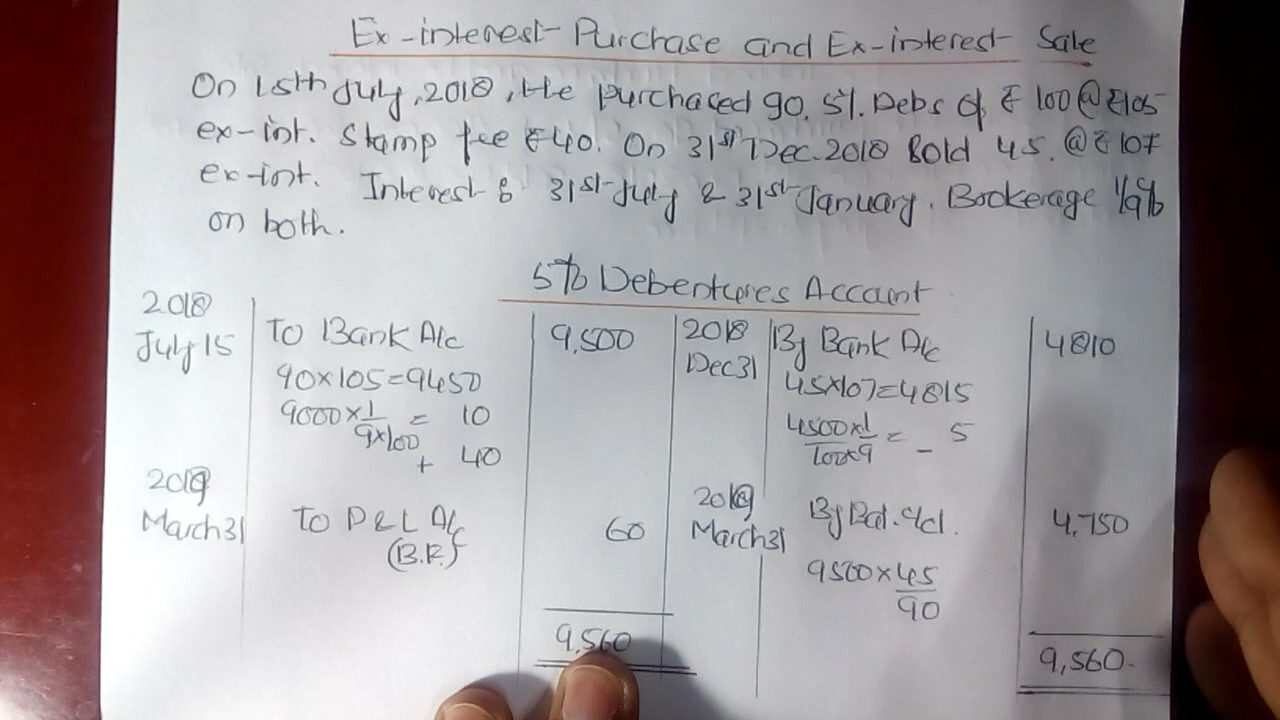 Ex-interest Purchase and Ex-interest Sale
On 15th July, 2018, He purchased 90, 5%. Debs of ₹ 100 @ ₹105
ex-int. Stamp fee ₹40. On 31st Dec. 2018 Sold 45. @ ₹ 107
ex-int. Interest 31st July & 31st January. Brokerage 1/9%
on both.
5% Debentures Account
2018
July 15
To Bank A/c
90×105=9450
9000×1/9×100 = 10
+ 40
9,500
2018
Dec 31
By Bank A/c
45×107=4815
4500×1/100×9 = - 5
4810
2019
March 31
To P & L A/c
(B.F)
60
2019
March 31
By Bal. c/d.
9500×45/90
4,750
9,560
9,560